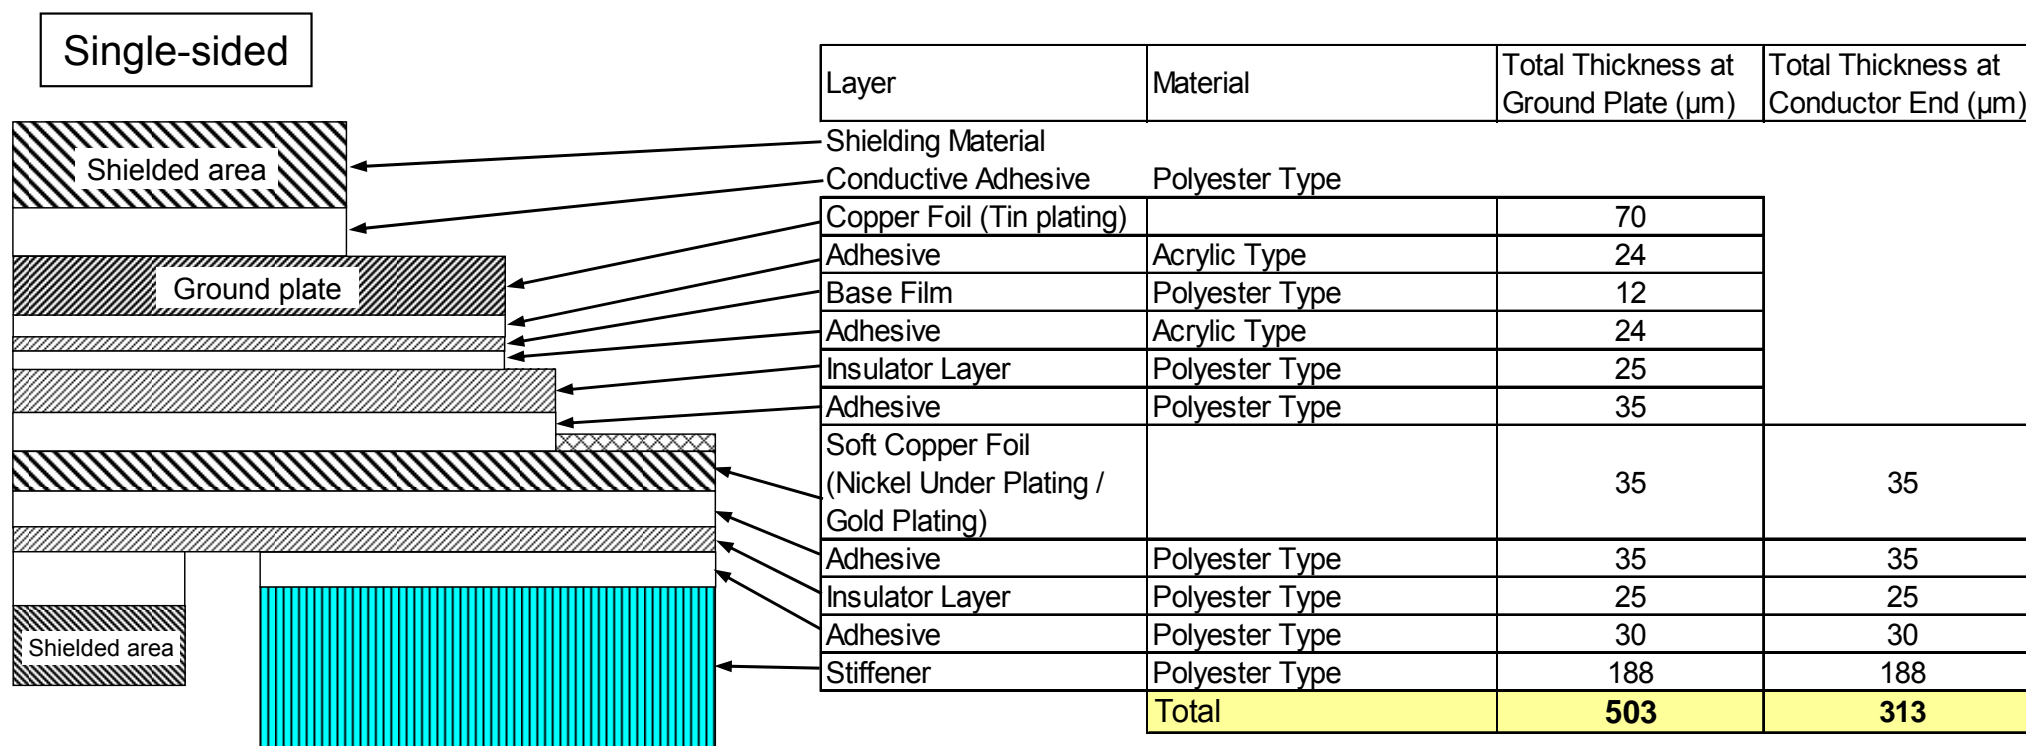 Single-sided
Shielded area
Ground plate
Shielded area
Layer Material Total Thickness at Ground Plate (µm) Total Thickness at Conductor End (µm)
Shielding Material
Conductive Adhesive Polyester Type
Copper Foil (Tin plating) 70
Adhesive Acrylic Type 24
Base Film Polyester Type 12
Adhesive Acrylic Type 24
Insulator Layer Polyester Type 25
Adhesive Polyester Type 35
Soft Copper Foil
(Nickel Under Plating / 35 35
Gold Plating)
Adhesive Polyester Type 35 35
Insulator Layer Polyester Type 25 25
Adhesive Polyester Type 30 30
Stiffener Polyester Type 188 188
Total 503 313